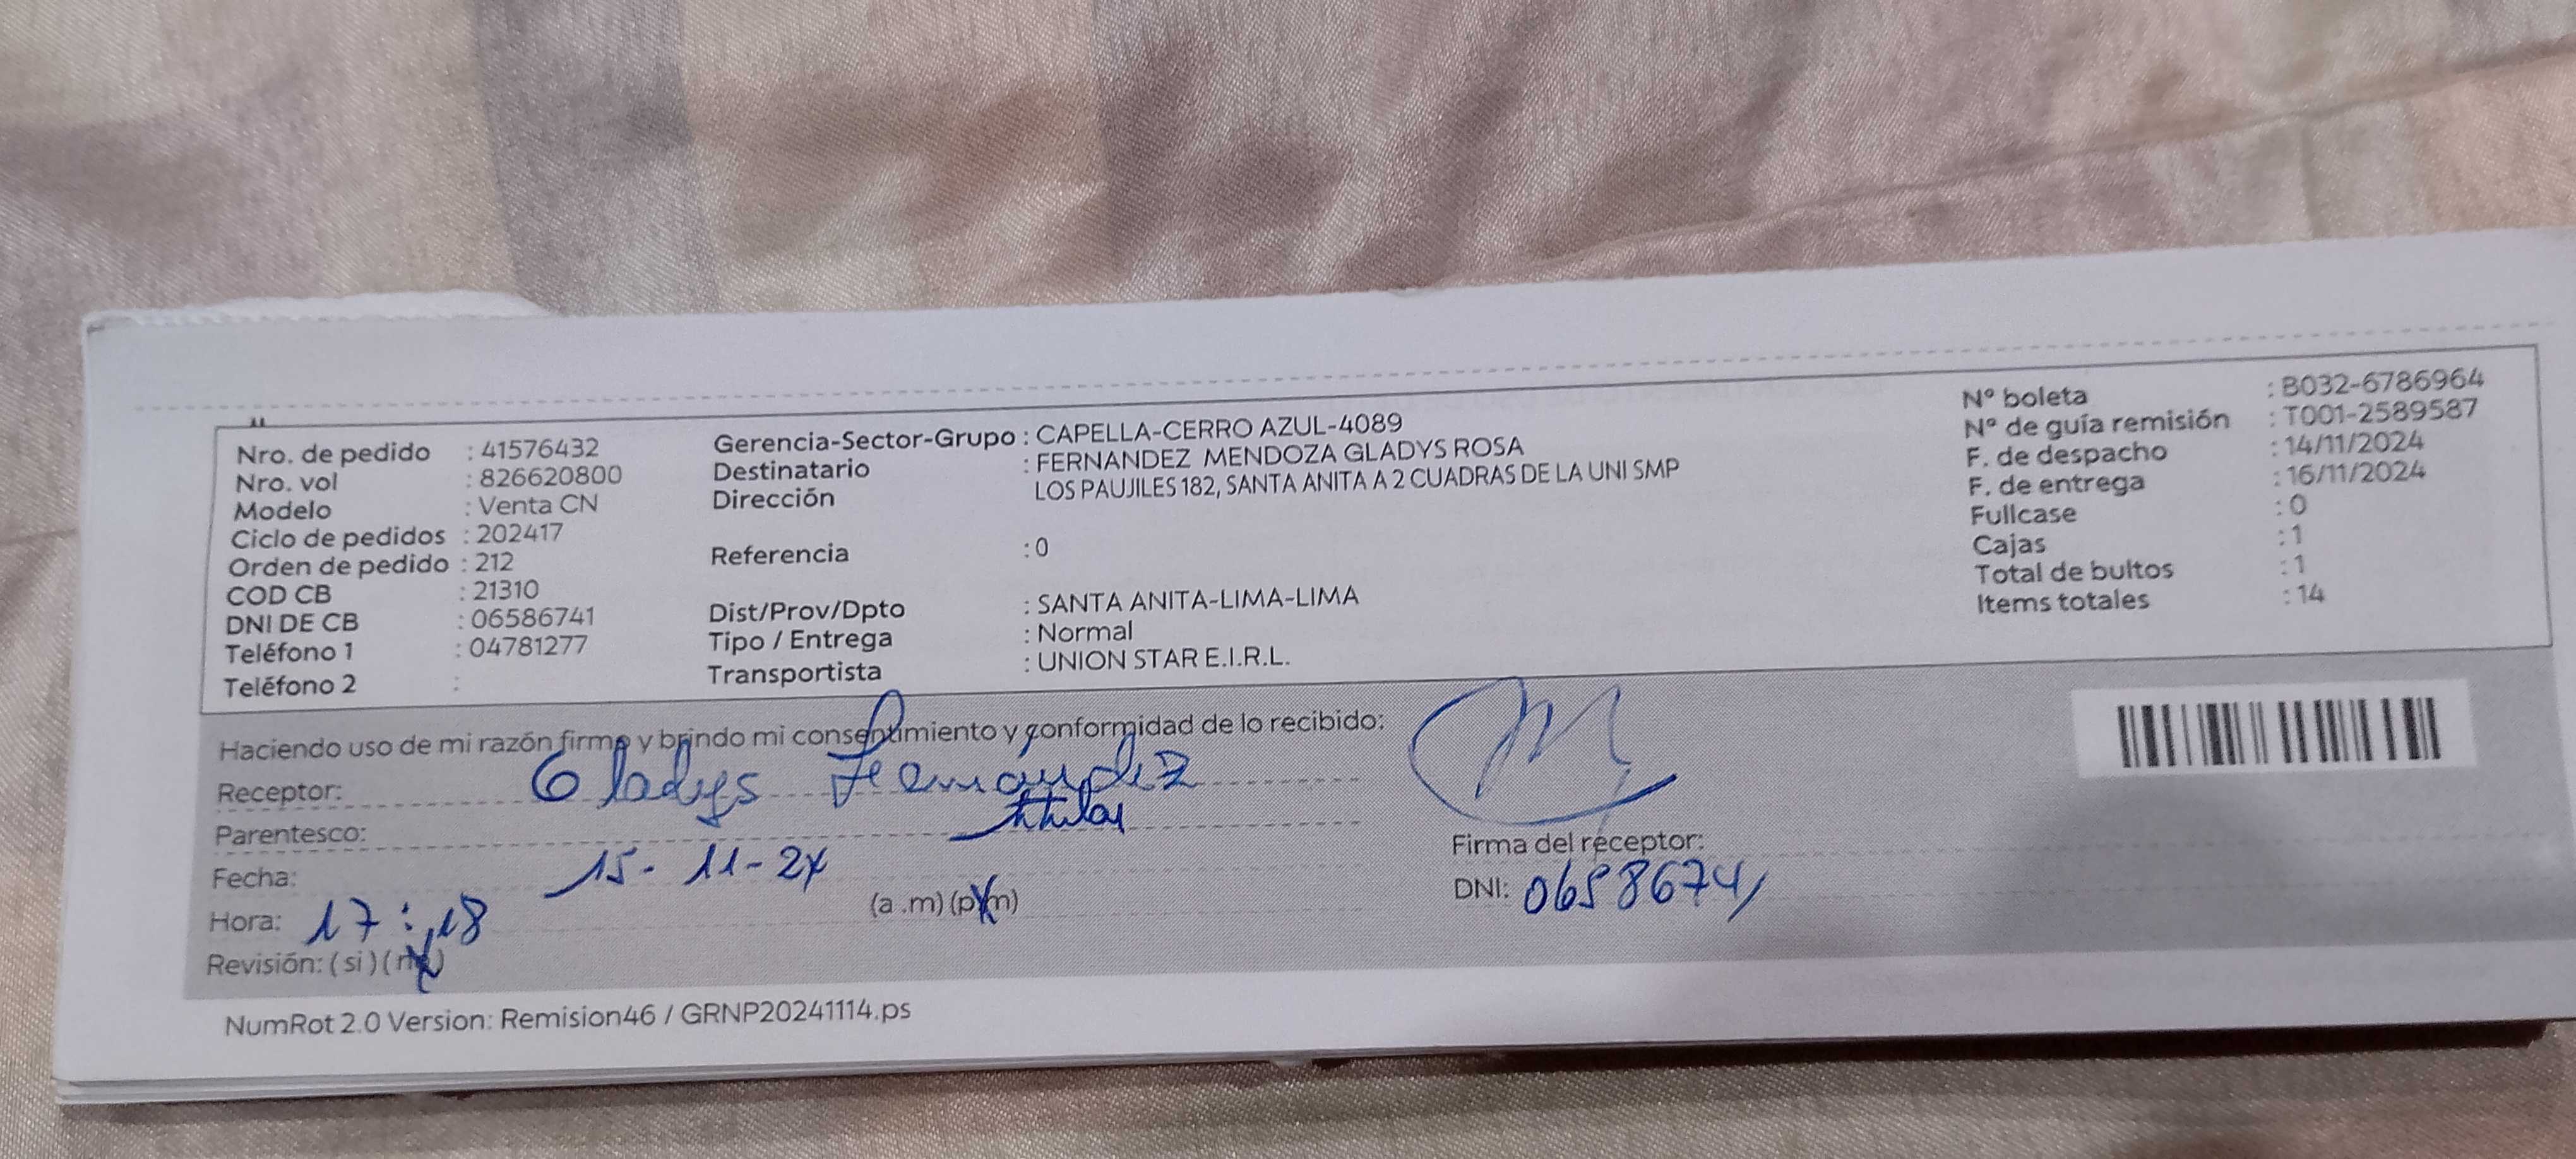 Nro. de pedido : 41576432
Nro. vol : 826620800
Modelo : Venta CN
Ciclo de pedidos : 202417
Orden de pedido : 212
COD CB : 21310
DNI DE CB : 06586741
Teléfono 1 : 04781277
Teléfono 2 :
Gerencia-Sector-Grupo : CAPELLA-CERRO AZUL-4089
Destinatario : FERNANDEZ MENDOZA GLADYS ROSA
Dirección LOS PAUJILES 182, SANTA ANITA A 2 CUADRAS DE LA UNI SMP
Referencia : 0
Dist/Prov/Dpto : SANTA ANITA-LIMA-LIMA
Tipo / Entrega : Normal
Transportista : UNION STAR E.I.R.L.
N° boleta : B032-6786964
N° de guía remisión : T001-2589587
F. de despacho : 14/11/2024
F. de entrega : 16/11/2024
Fullcase : 0
Cajas : 1
Total de bultos : 1
Items totales : 14
Haciendo uso de mi razón firmo y brindo mi consentimiento y conformidad de lo recibido:
Receptor: Gladys Fernandez
Parentesco: titular
Fecha: 15-11-24
Hora: 17:18 (a .m) (p.m)
Revisión: ( si ) ( no )
Firma del receptor:
DNI: 06586741
NumRot 2.0 Version: Remision46 / GRNP20241114.ps